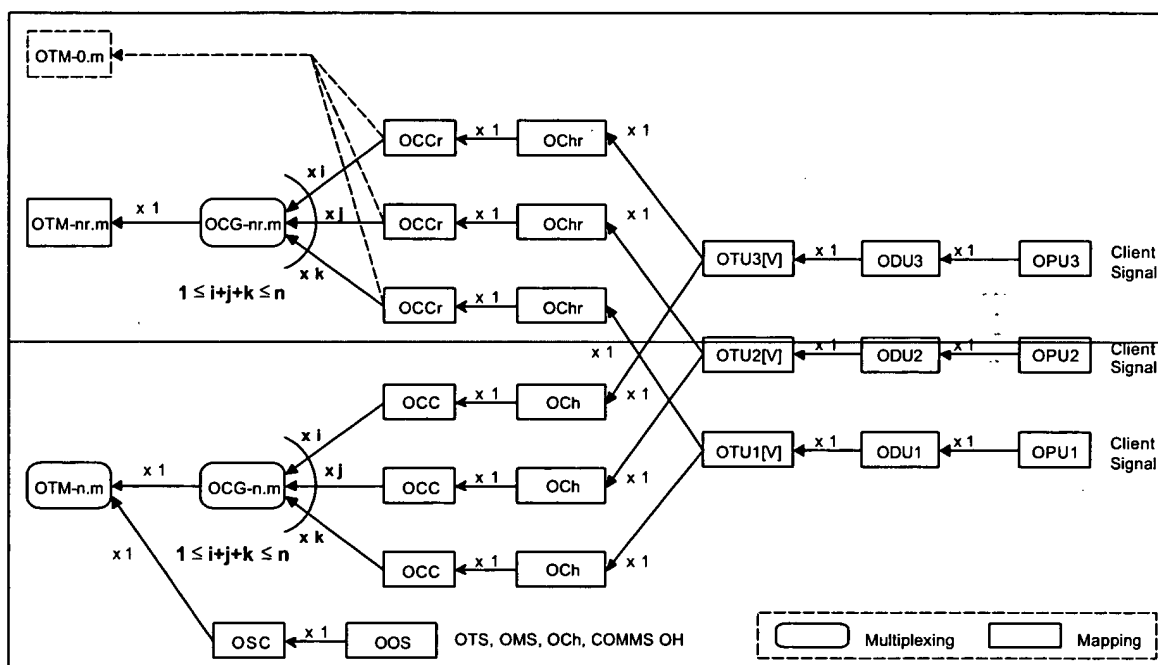 OTM-0.m
OCCr x 1 OChr x 1
x i
OTM-nr.m x 1 OCG-nr.m x j OCCr x 1 OChr x 1
x k
1 ≤ i+j+k ≤ n
OCCr x 1 OChr x 1
OTU3[V] x 1 ODU3 x 1 OPU3 Client Signal
x 1
OTU2[V] x 1 ODU2 x 1 OPU2 Client Signal
OCC x 1 OCh x 1
x i
OTU1[V] x 1 ODU1 x 1 OPU1 Client Signal
OTM-n.m x 1 OCG-n.m x j OCC x 1 OCh x 1
x k
x 1 1 ≤ i+j+k ≤ n
OCC x 1 OCh x 1
OSC x 1 OOS OTS, OMS, OCh, COMMS OH
Multiplexing Mapping